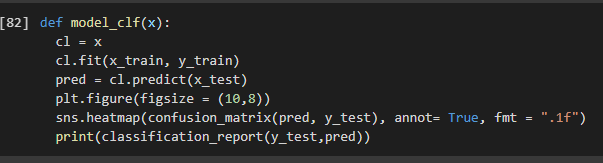 [82] def model_clf(x):
cl = x
cl.fit(x_train, y_train)
pred = cl.predict(x_test)
plt.figure(figsize = (10,8))
sns.heatmap(confusion_matrix(pred, y_test), annot= True, fmt = ".1f")
print(classification_report(y_test,pred))